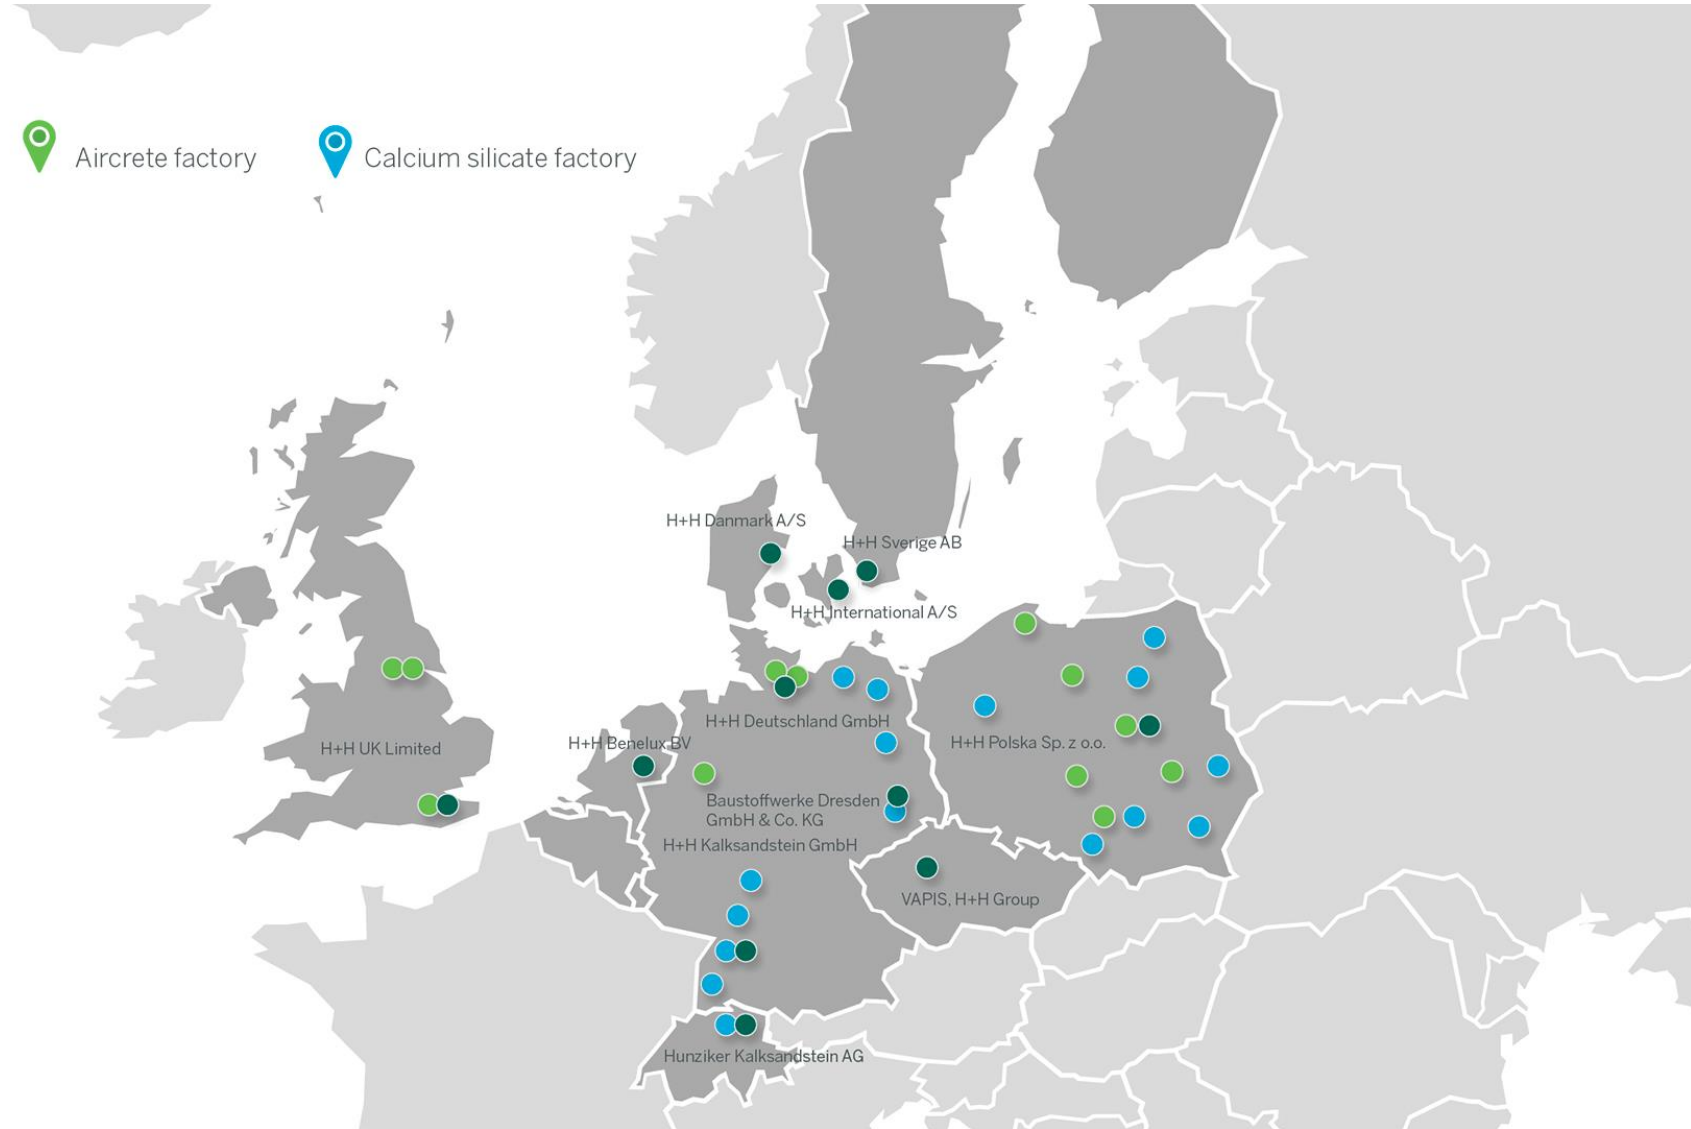 Aircrete factory
Calcium silicate factory
H+H Danmark A/S
H+H Sverige AB
H+H International A/S
H+H Deutschland GmbH
H+H Benelux BV
H+H UK Limited
H+H Polska Sp. z o.o.
Baustoffwerke Dresden
GmbH & Co. KG
H+H Kalksandstein GmbH
VAPIS, H+H Group
Hunziker Kalksandstein AG